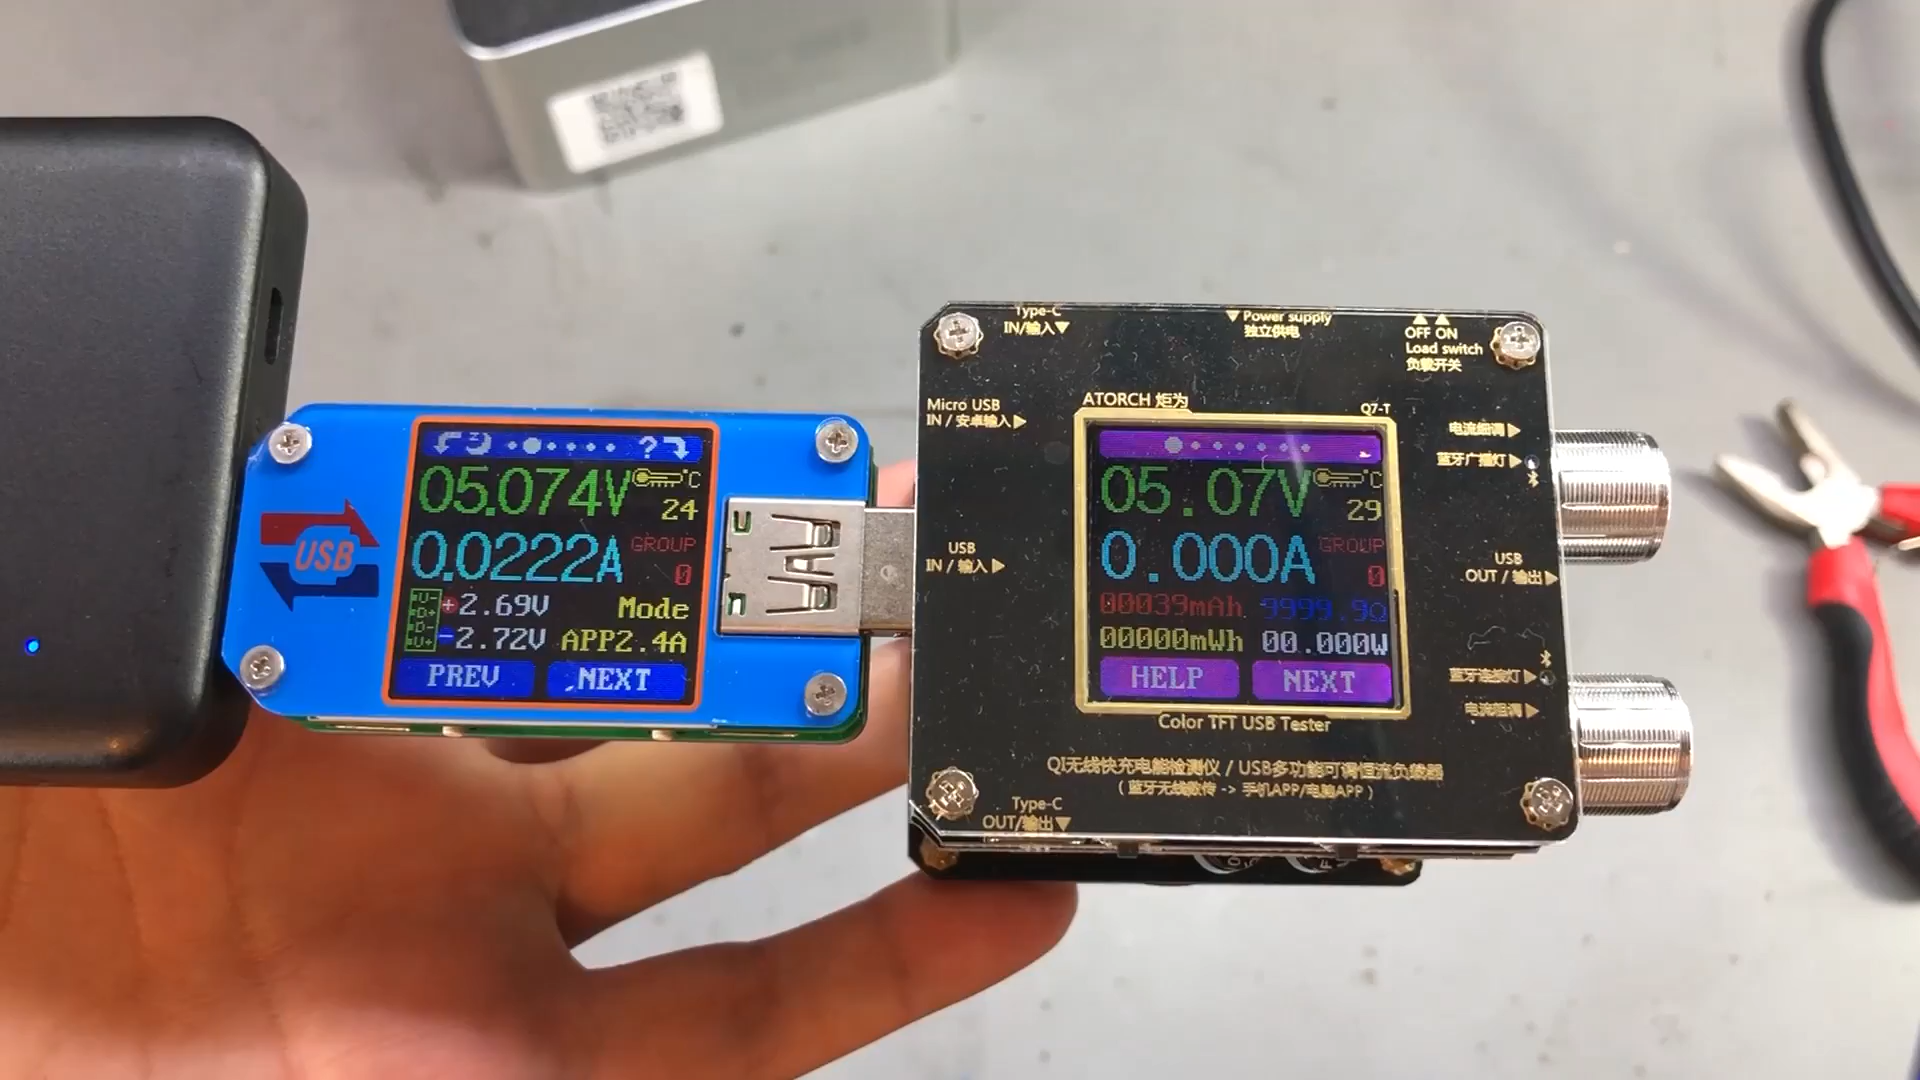 USB
?
05.074V
°C
24
0.0222A
GROUP
0
U-
D+
D-
U+
+2.69V
-2.72V
Mode
APP2.4A
PREV
NEXT
Type-C
IN/输入▼
▼Power supply
独立供电
▲ ▲
OFF ON
Load switch
负载开关
Micro USB
IN / 安卓输入▶
ATORCH 炬为
Q7-T
电流细调▶
蓝牙广播灯▶
USB
IN / 输入▶
USB
OUT / 输出▶
05.07V
°C
29
0.000A
GROUP
0
00039mAh
9999.9Ω
00000mWh
00.000W
HELP
NEXT
蓝牙连接灯▶
电流粗调▶
Color TFT USB Tester
QI无线快充电能检测仪 / USB多功能可调恒流负载器
( 蓝牙无线数传 -> 手机APP/电脑APP )
Type-C
OUT/输出▼